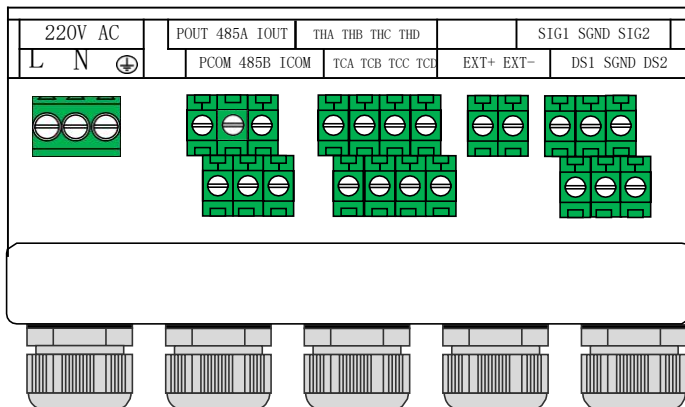 220V AC POUT 485A IOUT THA THB THC THD SIG1 SGND SIG2
L N PCOM 485B ICOM TCA TCB TCC TCD EXT+ EXT- DS1 SGND DS2